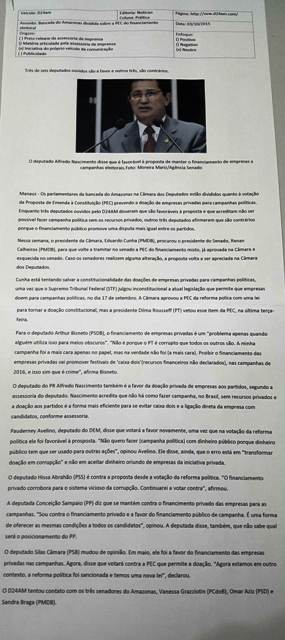 Veículo: D24am
Editoria: Notícias
Coluna: Política
Página: http://new.d24am.com/
Assunto: Bancada do Amazonas dividida sobre a PEC do financiamento eleitoral
Data: 03/10/2015
Origem:
( ) Press-release da assessoria de imprensa
( ) Matéria articulada pela assessoria de imprensa
(x) Iniciativa do próprio veículo de comunicação
( ) Publicidade
Enfoque:
() Positivo
() Negativo
(x) Neutro
Três de seis deputados ouvidos são a favor e outros três, são contrários.
O deputado Alfredo Nascimento disse que é favorável à proposta de manter o financiamento de empresas a
campanhas eleitorais. Foto: Moreira Mariz/Agência Senado
Manaus - Os parlamentares da bancada do Amazonas na Câmara dos Deputados estão divididos quanto à votação
da Proposta de Emenda à Constituição (PEC) prevendo a doação de empresas privadas para campanhas políticas.
Enquanto três deputados ouvidos pelo D24AM disseram que são favoráveis à proposta e que acreditam não ser
possível fazer campanha política sem os recursos privados, outros três deputados afirmaram que são contrários
porque o financiamento público promove uma disputa mais igual entre os partidos.
Nessa semana, o presidente da Câmara, Eduardo Cunha (PMDB), procurou o presidente do Senado, Renan
Calheiros (PMDB), para que volte a tramitar no senado a PEC do financiamento misto, já aprovada na Câmara e
esquecida no senado. Caso os senadores realizem alguma alteração, a proposta volta a ser apreciada na Câmara
dos Deputados.
Cunha está tentando salvar a constitucionalidade das doações de empresas privadas para campanhas políticas,
uma vez que o Supremo Tribunal Federal (STF) julgou inconstitucional a atual legislação que permite que empresas
doem para campanhas políticas, no dia 17 de setembro. A Câmara aprovou a PEC da reforma política com uma lei
para tornar a doação constitucional, mas a presidente Dilma Rousseff (PT) vetou esse item da PEC, na última terça-
feira.
Para o deputado Arthur Bisneto (PSDB), o financiamento de empresas privadas é um "problema apenas quando
alguém utiliza isso para meios obscuros". "Não é porque o PT é corrupto que todos os outros são. A minha
campanha foi a mais cara apenas no papel, mas na verdade não foi (a mais cara). Proibir o financiamento das
empresas privadas vai promover festivais de 'caixa dois'(recursos financeiros não declarados), nas campanhas de
2016, e isso sim que é crime", afirma Bisneto.
O deputado do PR Alfredo Nascimento também é a favor da doação privada de empresas aos partidos, segundo a
assessoria do deputado. Nascimento acredita que não há como fazer campanha, no Brasil, sem recursos privados e
a doação aos partidos é a forma mais eficiente para se evitar caixa dois e a ligação direta da empresa com
candidatos, conforme assessoria.
Pauderney Avelino, deputado do DEM, disse que votará a favor novamente, uma vez que na votação da reforma
política ele foi favorável à proposta. "Não quero fazer (campanha política) com dinheiro público porque dinheiro
público tem que ser usado para outras ações", opinou Avelino. Ele disse, ainda, que o erro está em "transformar
doação em corrupção" e não em aceitar dinheiro oriundo de empresas da iniciativa privada.
O deputado Hissa Abrahão (PSS) é contra a proposta desde a votação da reforma política. "O financiamento
privado corrobora para o sistema vicioso da corrupção. Continuarei a votar contra", afirmou.
A deputada Conceição Sampaio (PP) diz que se mantém contra o financiamento privado das empresas para as
campanhas. "Sou contra o financiamento privado e a favor do financiamento público de campanha. É uma forma
de oferecer as mesmas condições a todos os candidatos", opinou. A deputada disse, também, que não sabe qual
será o posicionamento do PP.
O deputado Silas Câmara (PSB) mudou de opinião. Em maio, ele foi a favor do financiamento das empresas
privadas nas campanhas. Agora, disse que votará contra a PEC que permite a doação. "Agora estamos em outro
contexto, a reforma política foi sancionada e temos uma nova lei", declarou.
O D24AM tentou contato com os três senadores do Amazonas, Vanessa Grazziotin (PCdoB), Omar Aziz (PSD) e
Sandra Braga (PMDB).